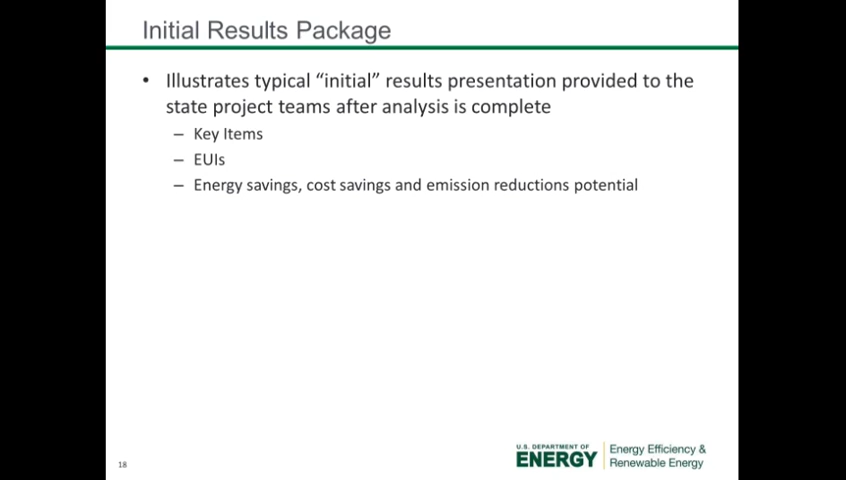 Initial Results Package
• Illustrates typical “initial” results presentation provided to the
state project teams after analysis is complete
– Key Items
– EUIs
– Energy savings, cost savings and emission reductions potential
18
U.S. DEPARTMENT OF
ENERGY
Energy Efficiency &
Renewable Energy